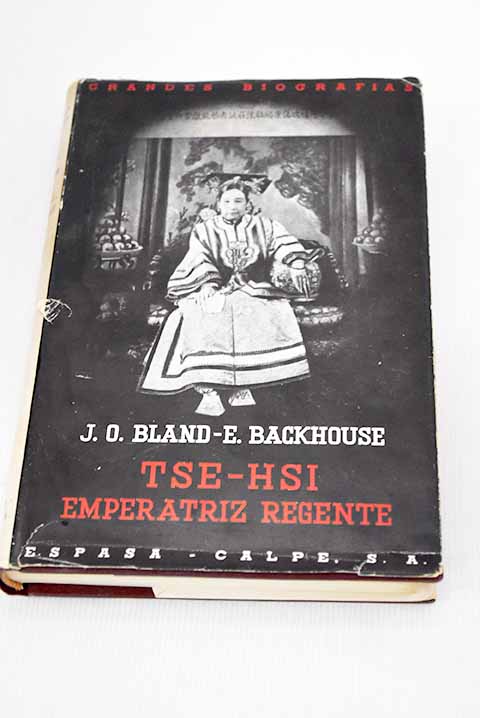 GRANDES BIOGRAFIAS
J. O. BLAND-E. BACKHOUSE
TSE-HSI
EMPERATRIZ REGENTE
ESPASA - CALPE, S. A.